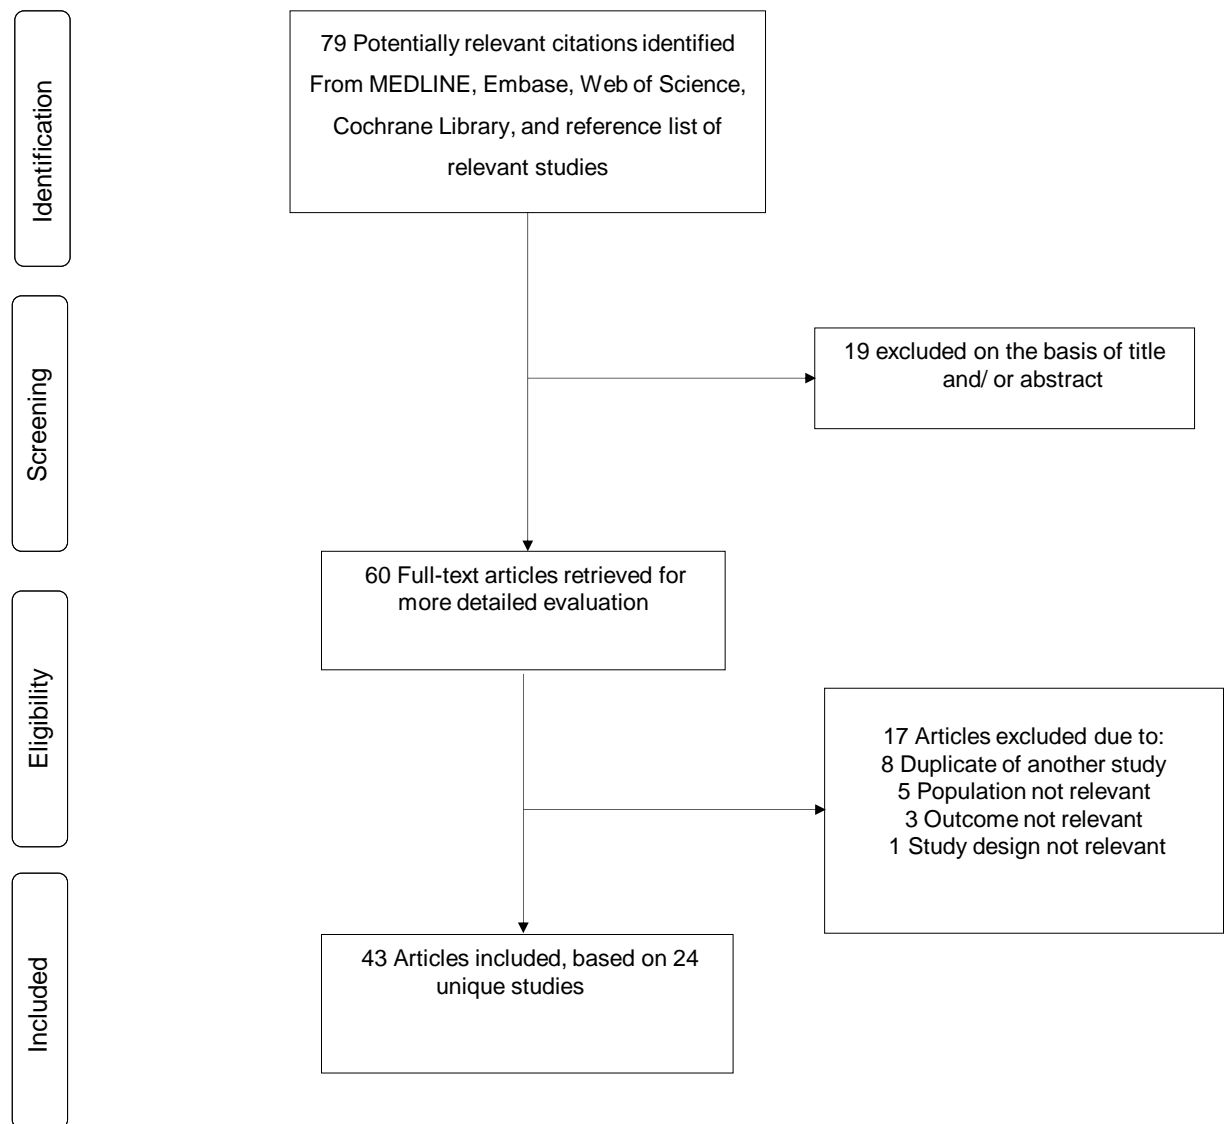 Identification
79 Potentially relevant citations identified
From MEDLINE, Embase, Web of Science,
Cochrane Library, and reference list of
relevant studies
Screening
19 excluded on the basis of title
and/ or abstract
60 Full-text articles retrieved for
more detailed evaluation
Eligibility
17 Articles excluded due to:
8 Duplicate of another study
5 Population not relevant
3 Outcome not relevant
1 Study design not relevant
Included
43 Articles included, based on 24
unique studies